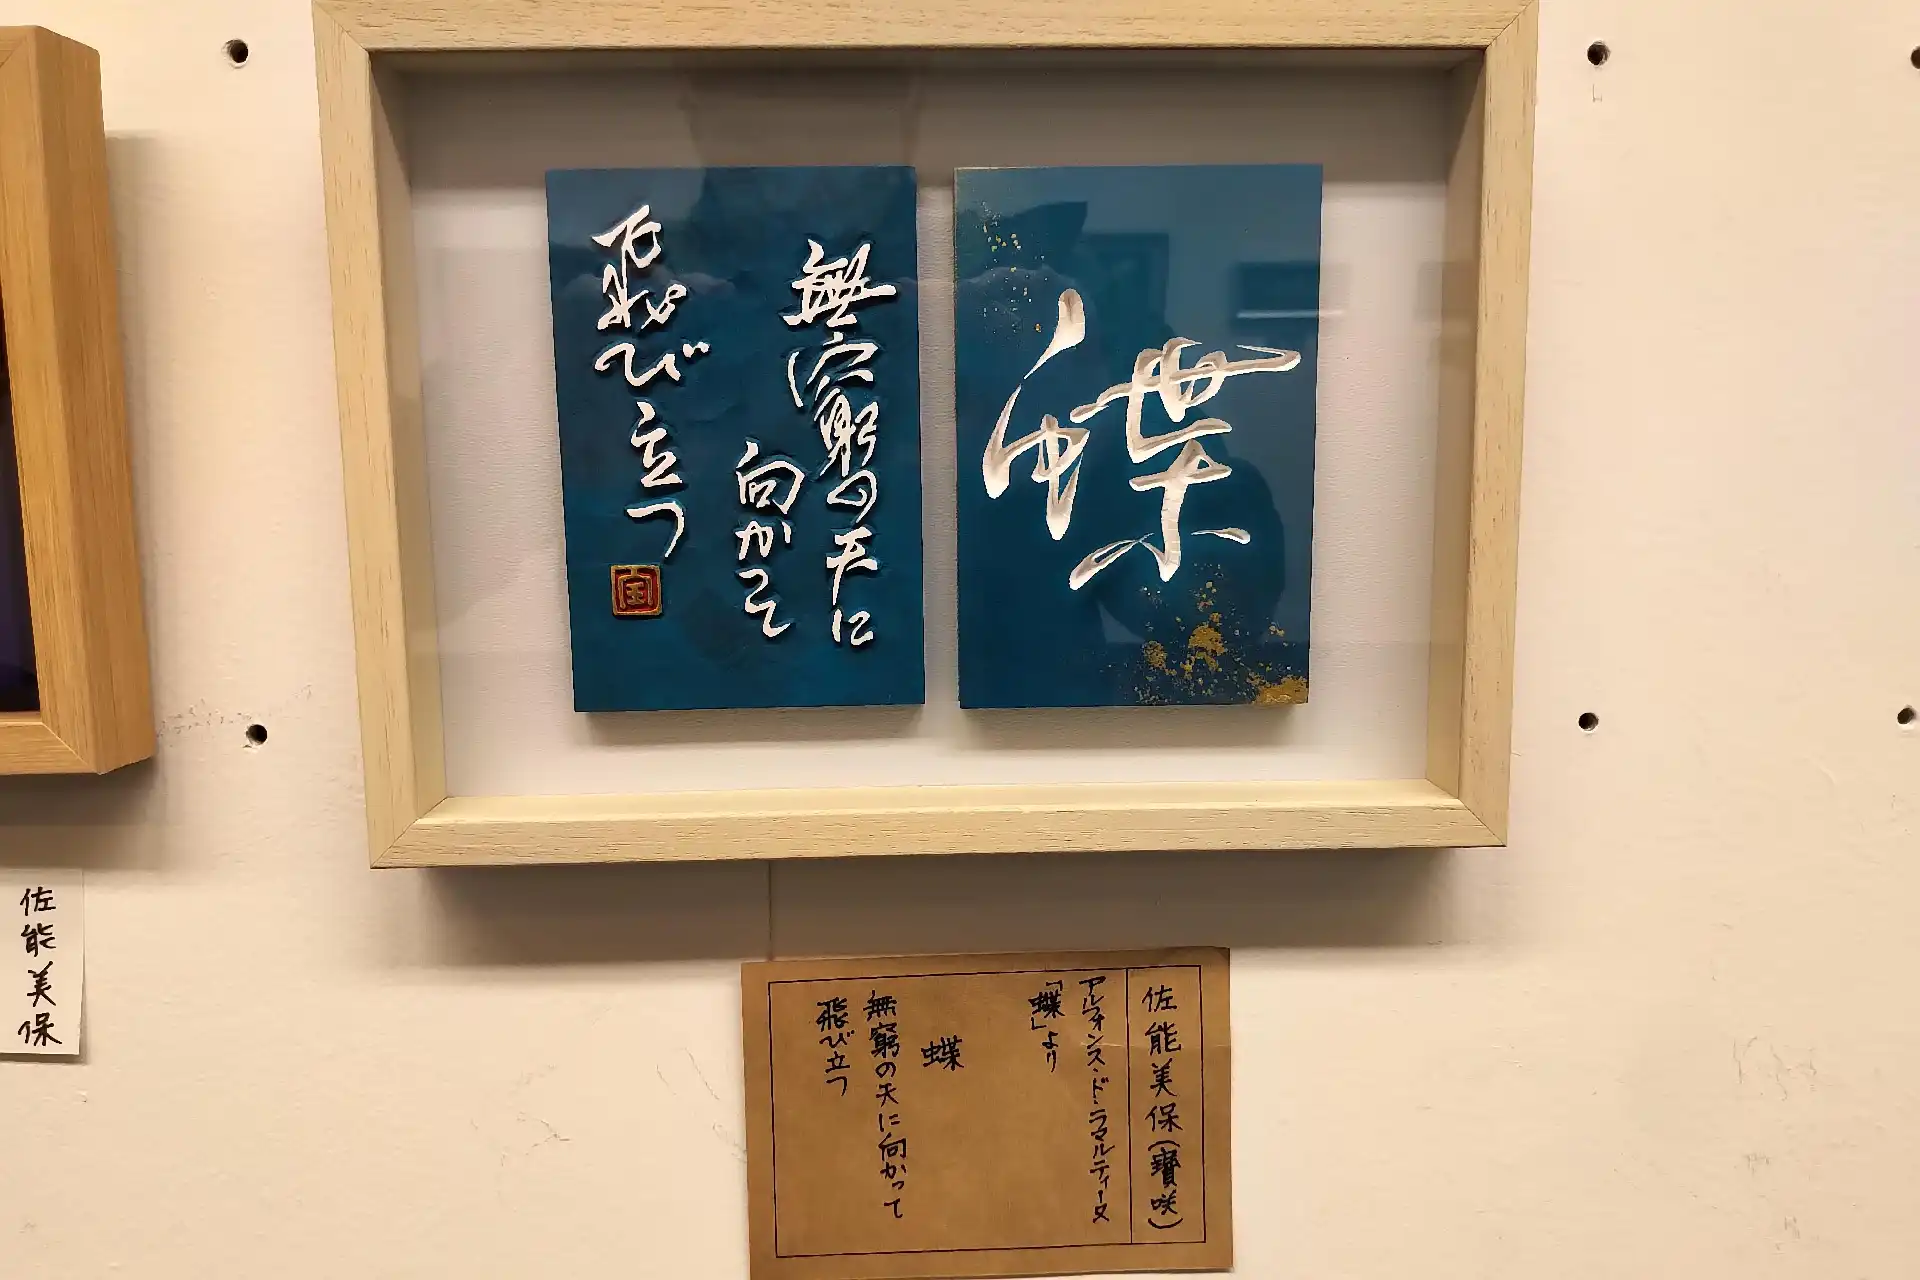 蝶
無窮の天に
向かって
飛び立つ
宝
佐能美保(寶咲)
アルフォンス・ド・ラマルティーヌ
「蝶」より
蝶
無窮の天に向かって
飛び立つ
佐能美保